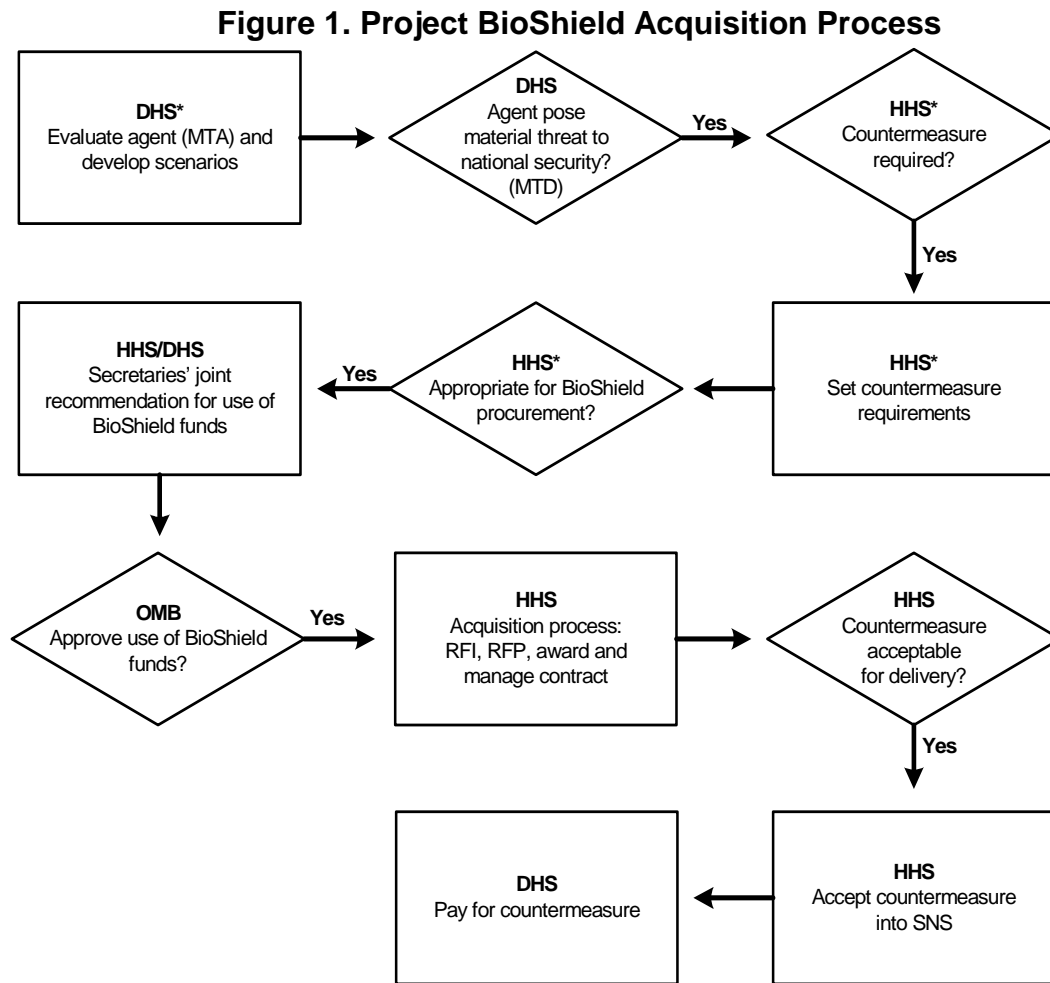 Figure 1. Project BioShield Acquisition Process
DHS*
Evaluate agent (MTA) and
develop scenarios
DHS
Agent pose
material threat to
national security?
(MTD)
Yes
HHS*
Countermeasure
required?
Yes
HHS*
Set countermeasure
requirements
HHS*
Appropriate for BioShield
procurement?
Yes
HHS/DHS
Secretaries' joint
recommendation for use of
BioShield funds
OMB
Approve use of BioShield
funds?
Yes
HHS
Acquisition process:
RFI, RFP, award and
manage contract
HHS
Countermeasure
acceptable
for delivery?
Yes
HHS
Accept countermeasure
into SNS
DHS
Pay for countermeasure